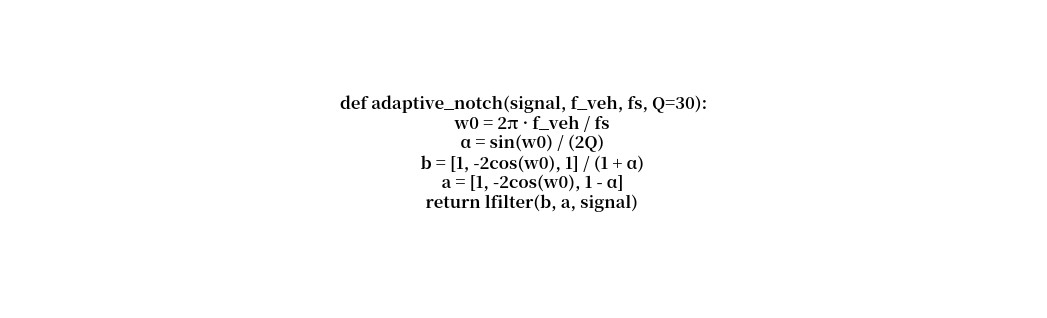 def adaptive_notch(signal, f_veh, fs, Q=30):
w0 = 2π · f_veh / fs
α = sin(w0) / (2Q)
b = [1, -2cos(w0), 1] / (1 + α)
a = [1, -2cos(w0), 1 - α]
return lfilter(b, a, signal)